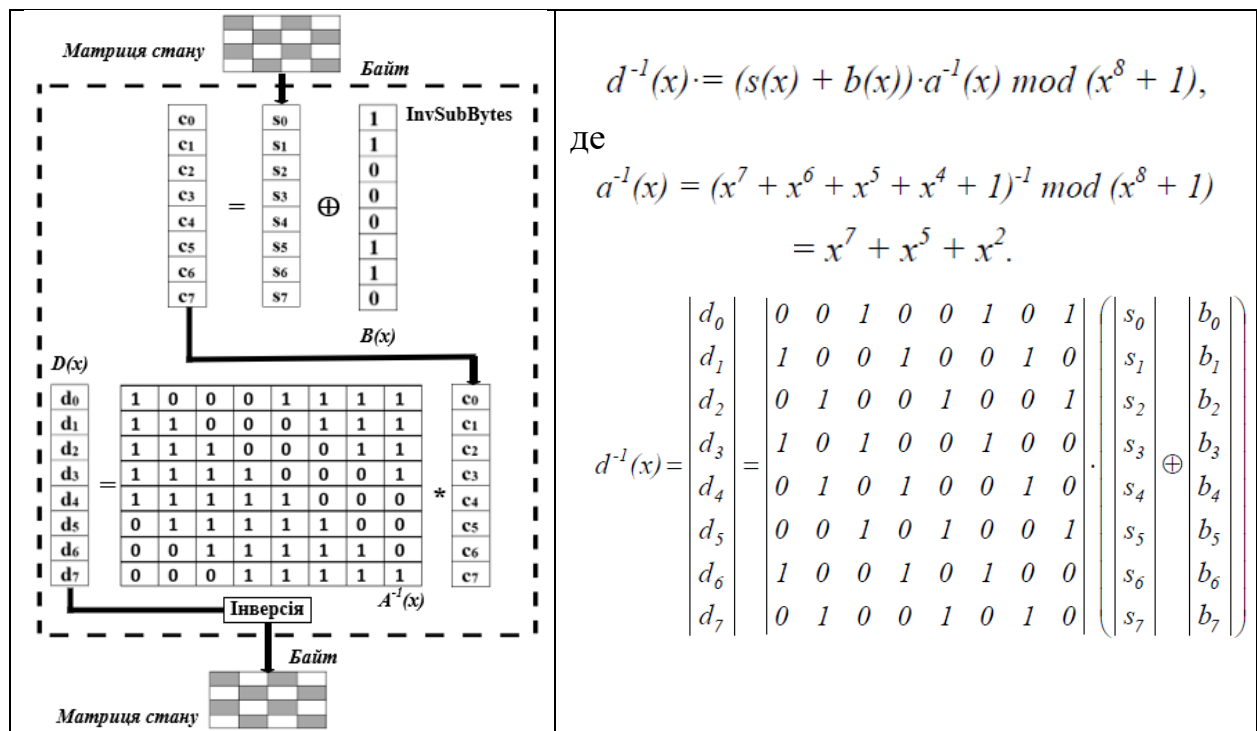 Матриця стану
Байт
InvSubBytes
c0 s0 1
c1 s1 1
c2 s2 0
c3 s3 0
c4 = s4 ⊕ 0
c5 s5 1
c6 s6 1
c7 s7 0
B(x)
D(x)
d0 1 0 0 0 1 1 1 1 c0
d1 1 1 0 0 0 1 1 1 c1
d2 1 1 1 0 0 0 1 1 c2
d3 = 1 1 1 1 0 0 0 1 c3
d4 1 1 1 1 1 0 0 0 * c4
d5 0 1 1 1 1 1 0 0 c5
d6 0 0 1 1 1 1 1 0 c6
d7 0 0 0 1 1 1 1 1 c7
A⁻¹(x)
Інверсія
Байт
Матриця стану
d⁻¹(x)·= (s(x) + b(x))·a⁻¹(x) mod (x⁸ + 1),
де
a⁻¹(x) = (x⁷ + x⁶ + x⁵ + x⁴ + 1)⁻¹ mod (x⁸ + 1)
= x⁷ + x⁵ + x².
d₀ 0 0 1 0 0 1 0 1 s₀ b₀
d₁ 1 0 0 1 0 0 1 0 s₁ b₁
d₂ 0 1 0 0 1 0 0 1 s₂ b₂
d₃ 1 0 1 0 0 1 0 0 s₃ b₃
d⁻¹(x) = = · ( ⊕ )
d₄ 0 1 0 1 0 0 1 0 s₄ b₄
d₅ 0 0 1 0 1 0 0 1 s₅ b₅
d₆ 1 0 0 1 0 1 0 0 s₆ b₆
d₇ 0 1 0 0 1 0 1 0 s₇ b₇